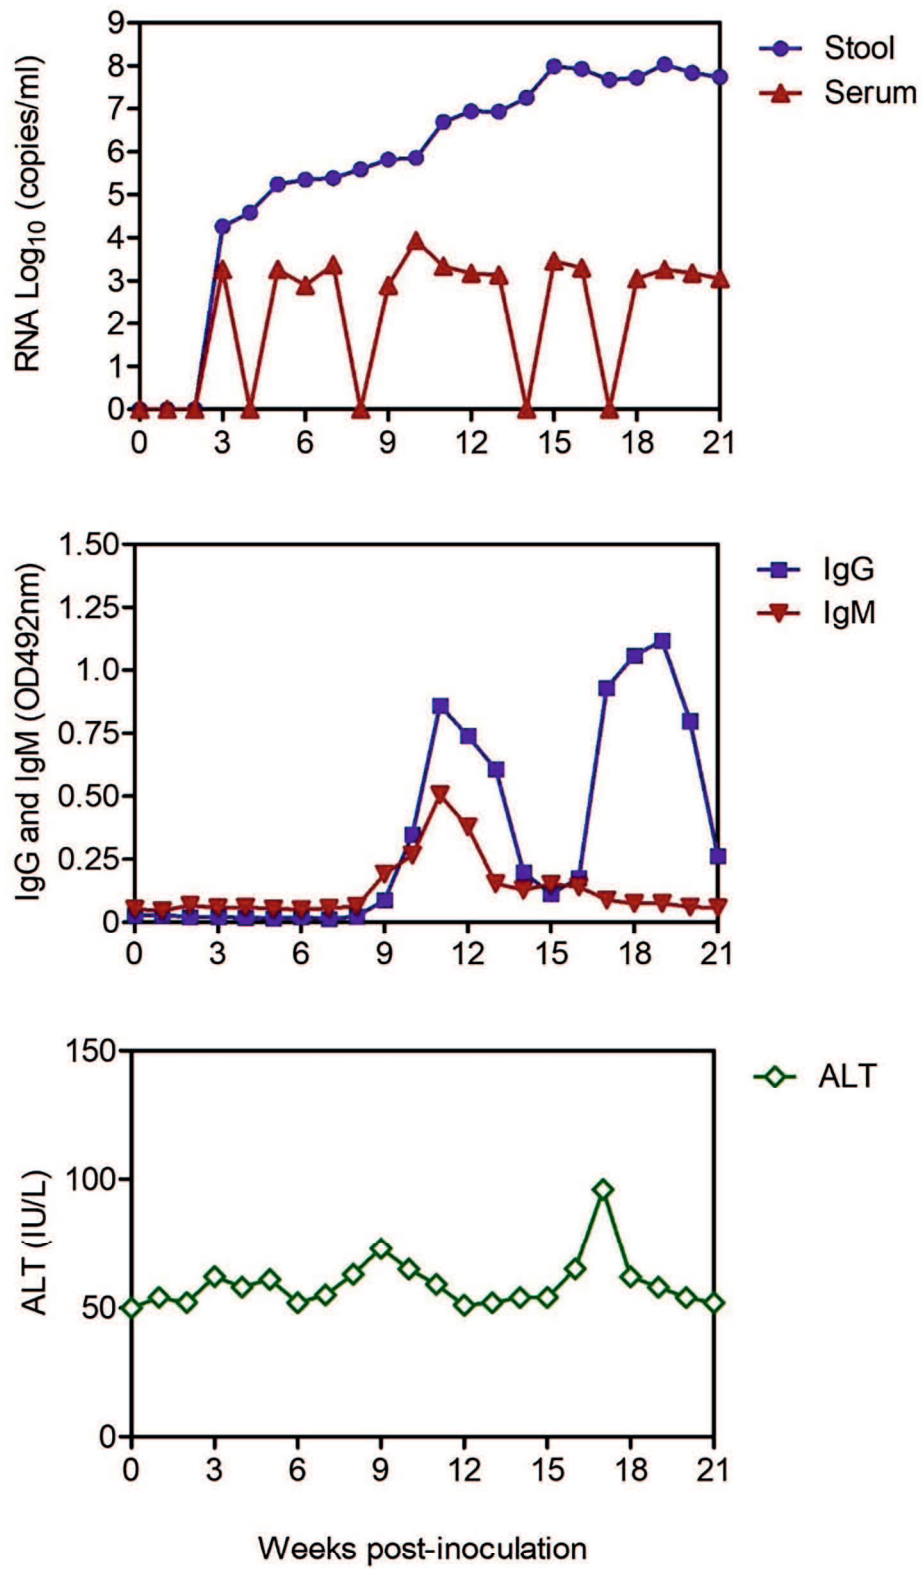 RNA Log10 (copies/ml)
9
8
7
6
5
4
3
2
1
0
0 3 6 9 12 15 18 21
Stool
Serum
IgG and IgM (OD492nm)
1.50
1.25
1.0
0.75
0.50
0.25
0
0 3 6 9 12 15 18 21
IgG
IgM
ALT (IU/L)
150
100
50
0
0 3 6 9 12 15 18 21
ALT
Weeks post-inoculation